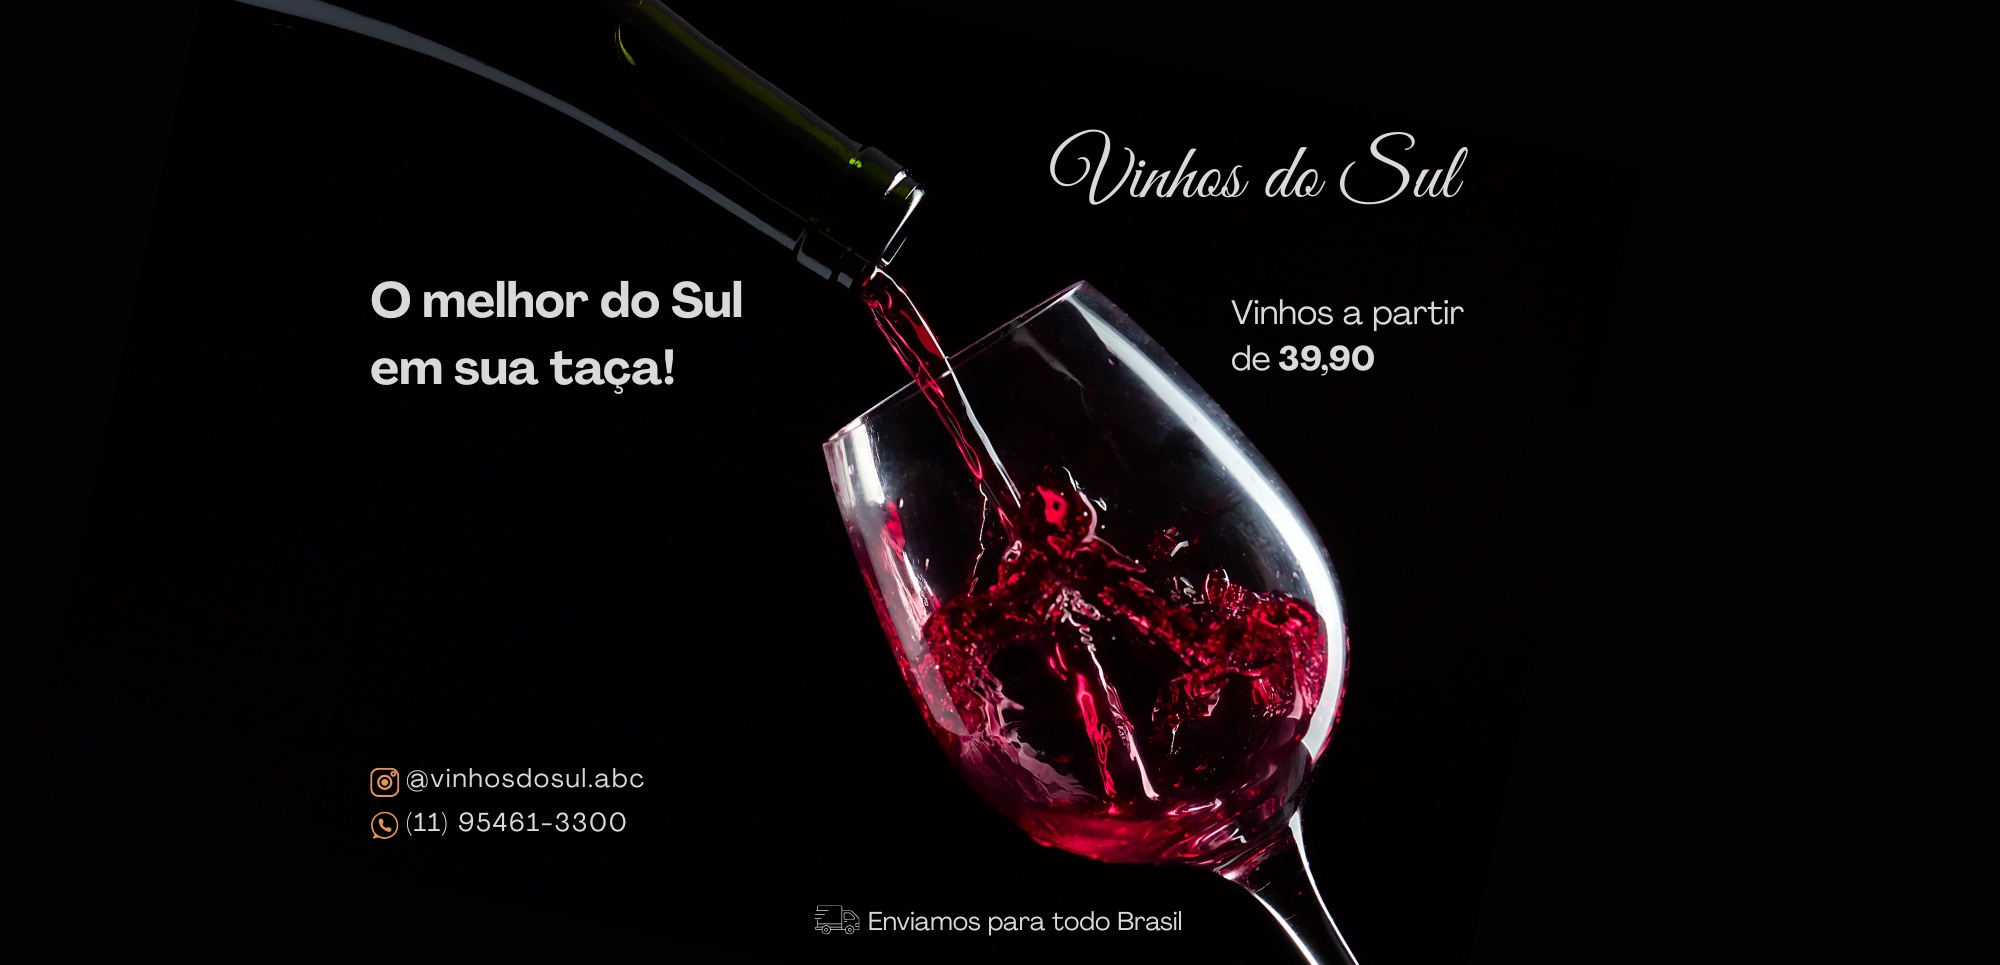 Vinhos do Sul
O melhor do Sul
em sua taça!
Vinhos a partir
de 39,90
@vinhosdosul.abc
(11) 95461-3300
Enviamos para todo Brasil